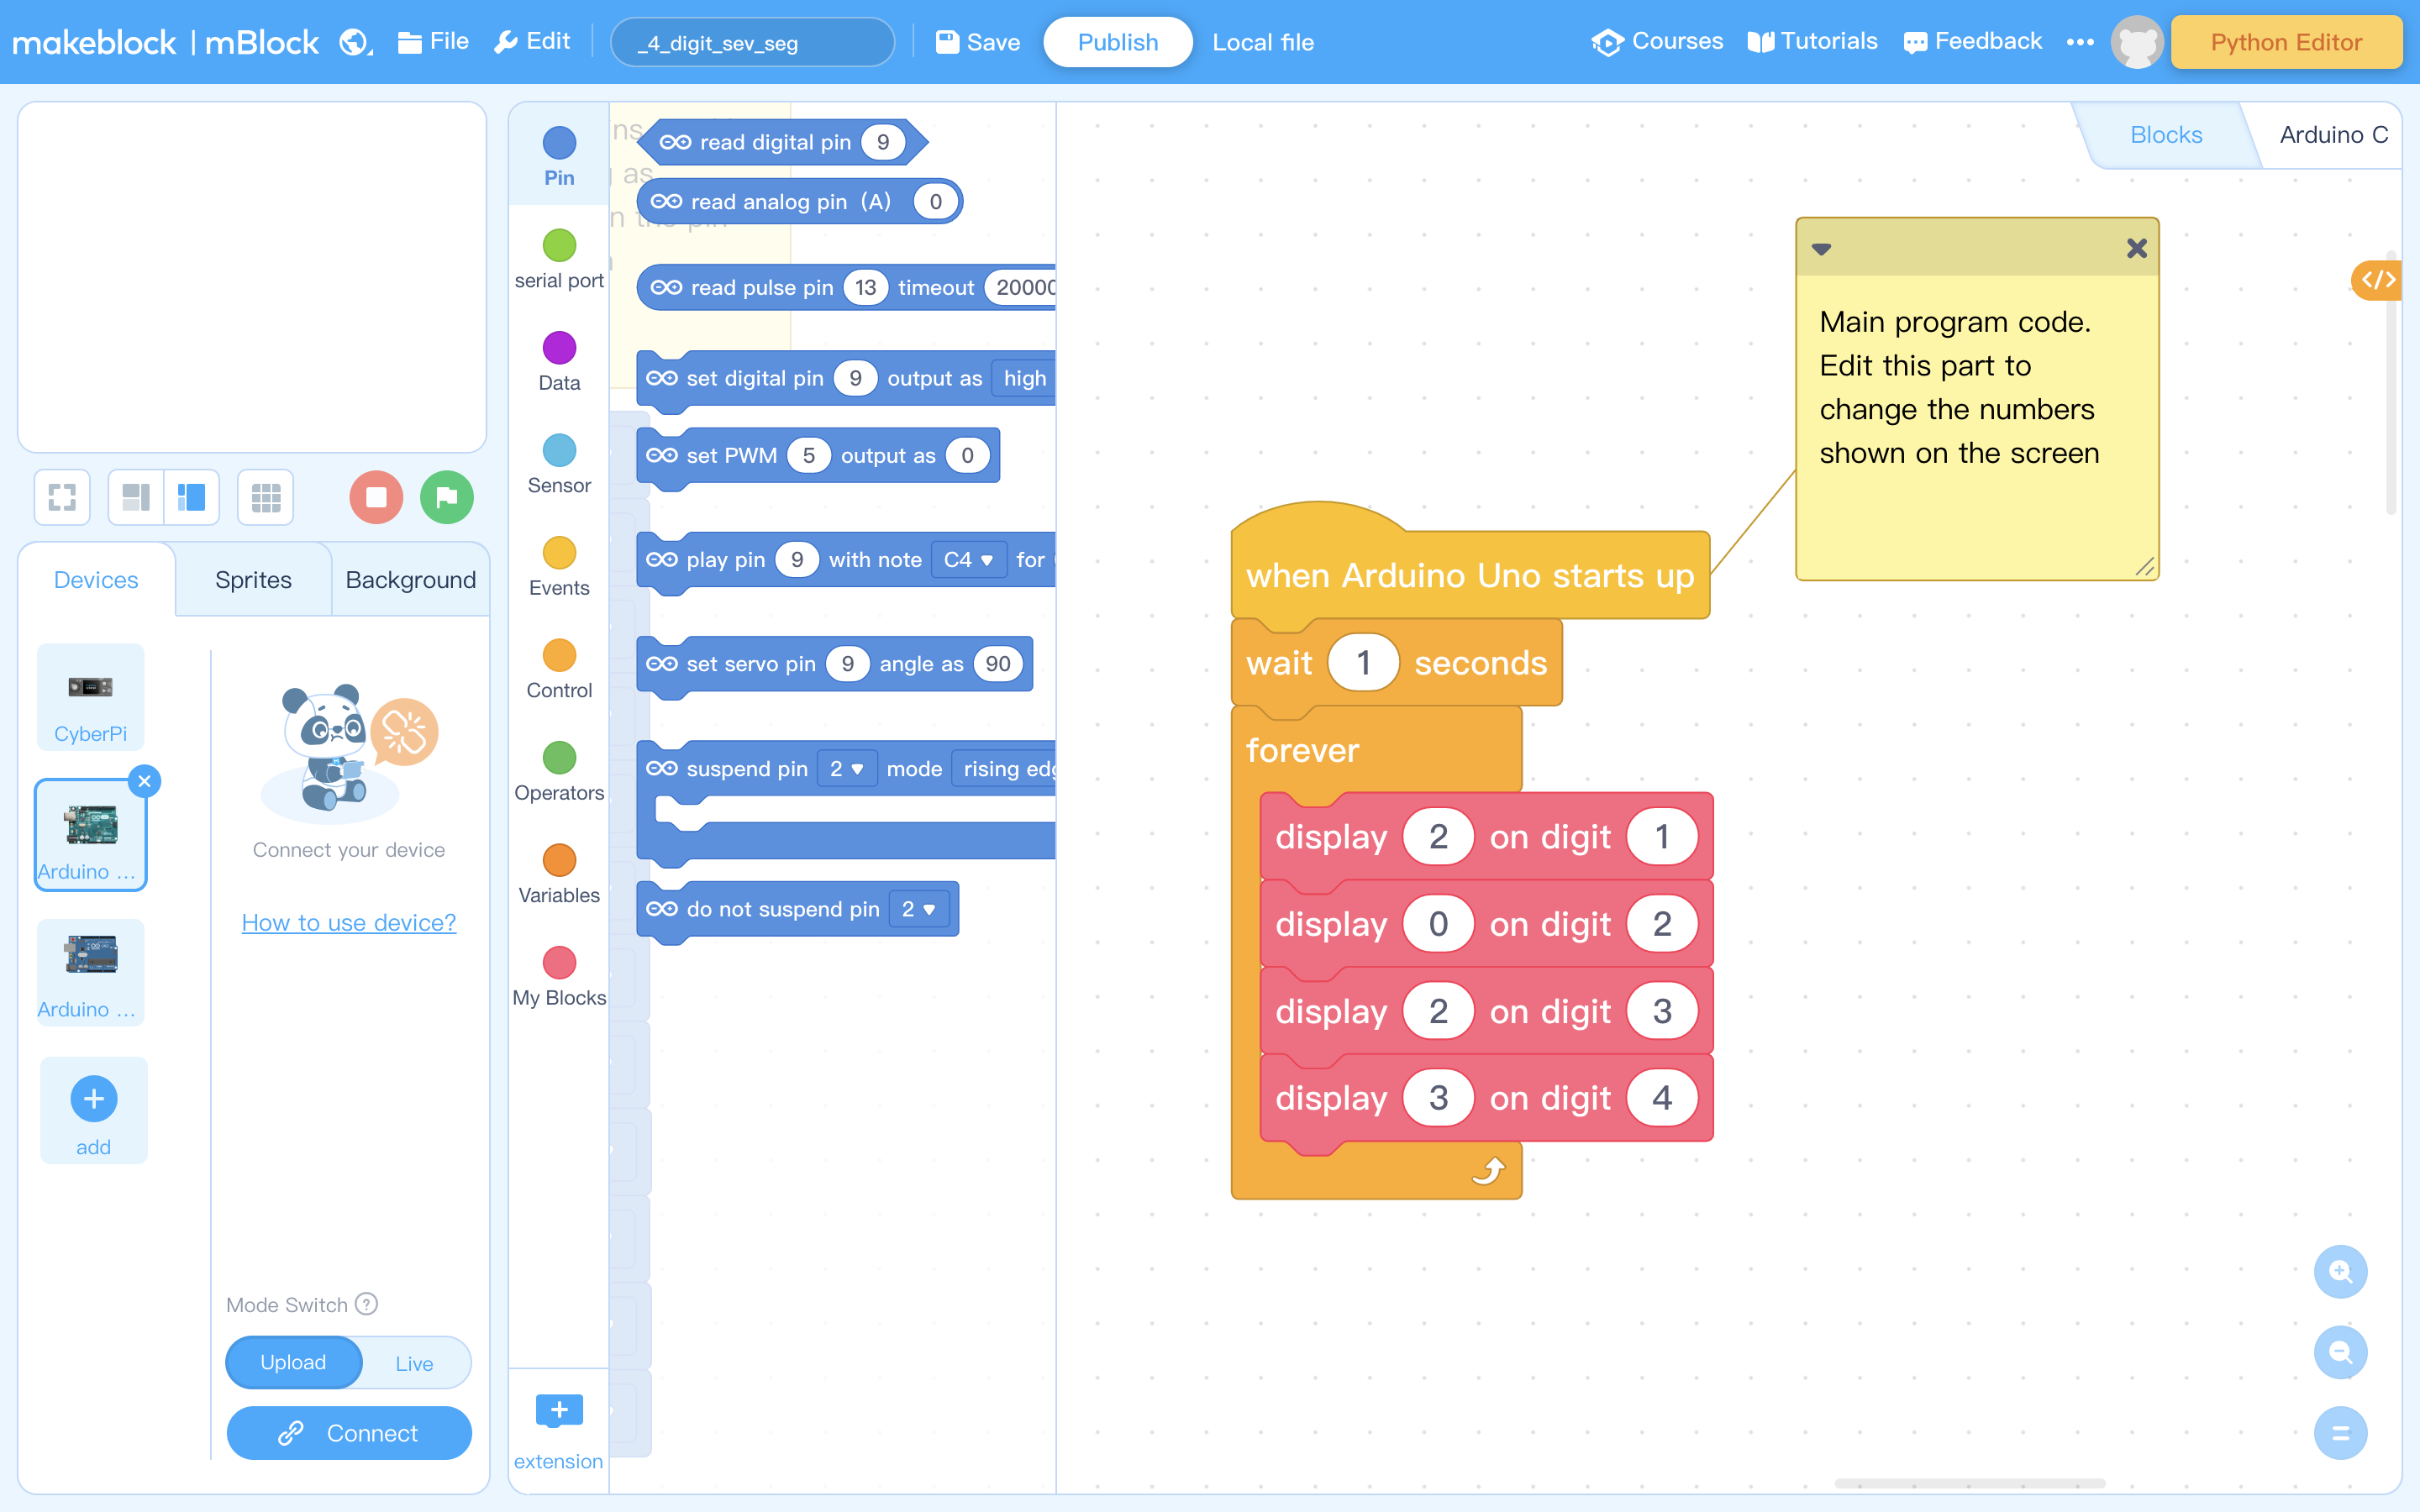 makeblock | mBlock File Edit _4_digit_sev_seg Save Publish Local file Courses Tutorials Feedback Python Editor
Devices Sprites Background
CyberPi
Arduino ...
Arduino ...
add
Connect your device
How to use device?
Mode Switch ?
Upload Live
Connect
Pin
serial port
Data
Sensor
Events
Control
Operators
Variables
My Blocks
extension
read digital pin 9
as
read analog pin (A) 0
read pulse pin 13 timeout 20000
set digital pin 9 output as high
set PWM 5 output as 0
play pin 9 with note C4 for
set servo pin 9 angle as 90
suspend pin 2 mode rising edg
do not suspend pin 2
Blocks Arduino C
</>
Main program code.
Edit this part to
change the numbers
shown on the screen
when Arduino Uno starts up
wait 1 seconds
forever
display 2 on digit 1
display 0 on digit 2
display 2 on digit 3
display 3 on digit 4